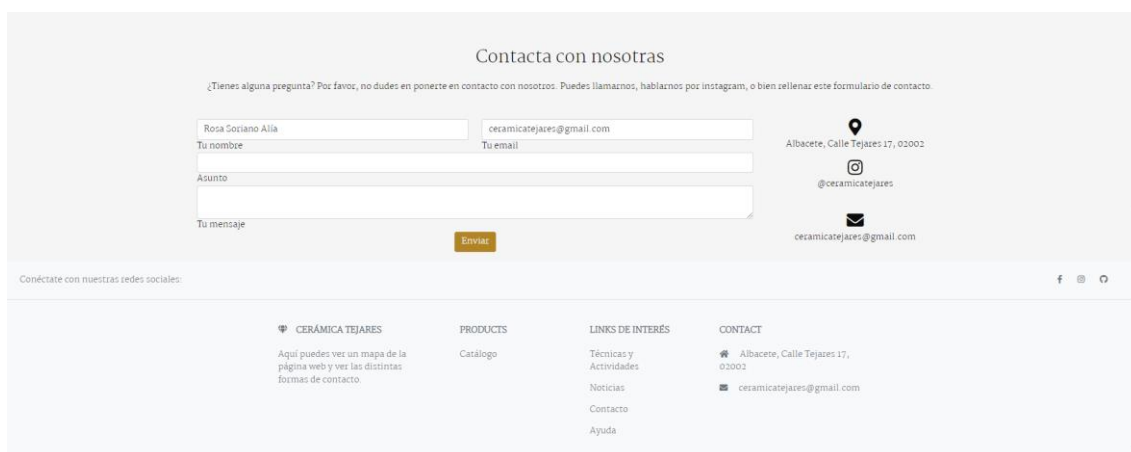 Contacta con nosotras
¿Tienes alguna pregunta? Por favor, no dudes en ponerte en contacto con nosotros. Puedes llamarnos, hablarnos por instagram, o bien rellenar este formulario de contacto.
Rosa Soriano Alía
ceramicatejares@gmail.com
Tu nombre
Tu email
Asunto
Tu mensaje
Enviar
Albacete, Calle Tejares 17, 02002
@ceramicatejares
ceramicatejares@gmail.com
Conéctate con nuestras redes sociales:
CERÁMICA TEJARES
Aquí puedes ver un mapa de la
página web y ver las distintas
formas de contacto.
PRODUCTS
Catálogo
LINKS DE INTERÉS
Técnicas y
Actividades
Noticias
Contacto
Ayuda
CONTACT
Albacete, Calle Tejares 17,
02002
ceramicatejares@gmail.com